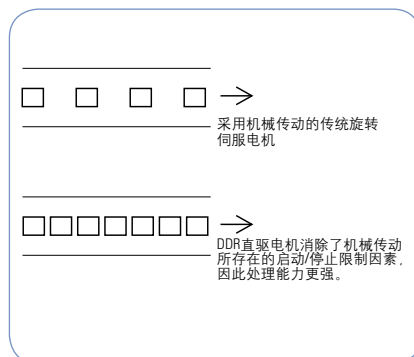 采用机械传动的传统旋转
伺服电机
DDR直驱电机消除了机械传动
所存在的启动/停止限制因素，
因此处理能力更强。